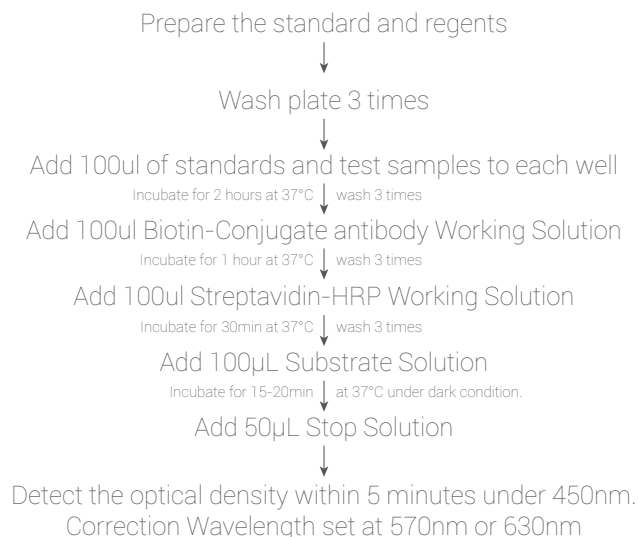 Prepare the standard and regents
Wash plate 3 times
Add 100ul of standards and test samples to each well
Incubate for 2 hours at 37°C wash 3 times
Add 100ul Biotin-Conjugate antibody Working Solution
Incubate for 1 hour at 37°C wash 3 times
Add 100ul Streptavidin-HRP Working Solution
Incubate for 30min at 37°C wash 3 times
Add 100μL Substrate Solution
Incubate for 15-20min at 37°C under dark condition.
Add 50μL Stop Solution
Detect the optical density within 5 minutes under 450nm.
Correction Wavelength set at 570nm or 630nm